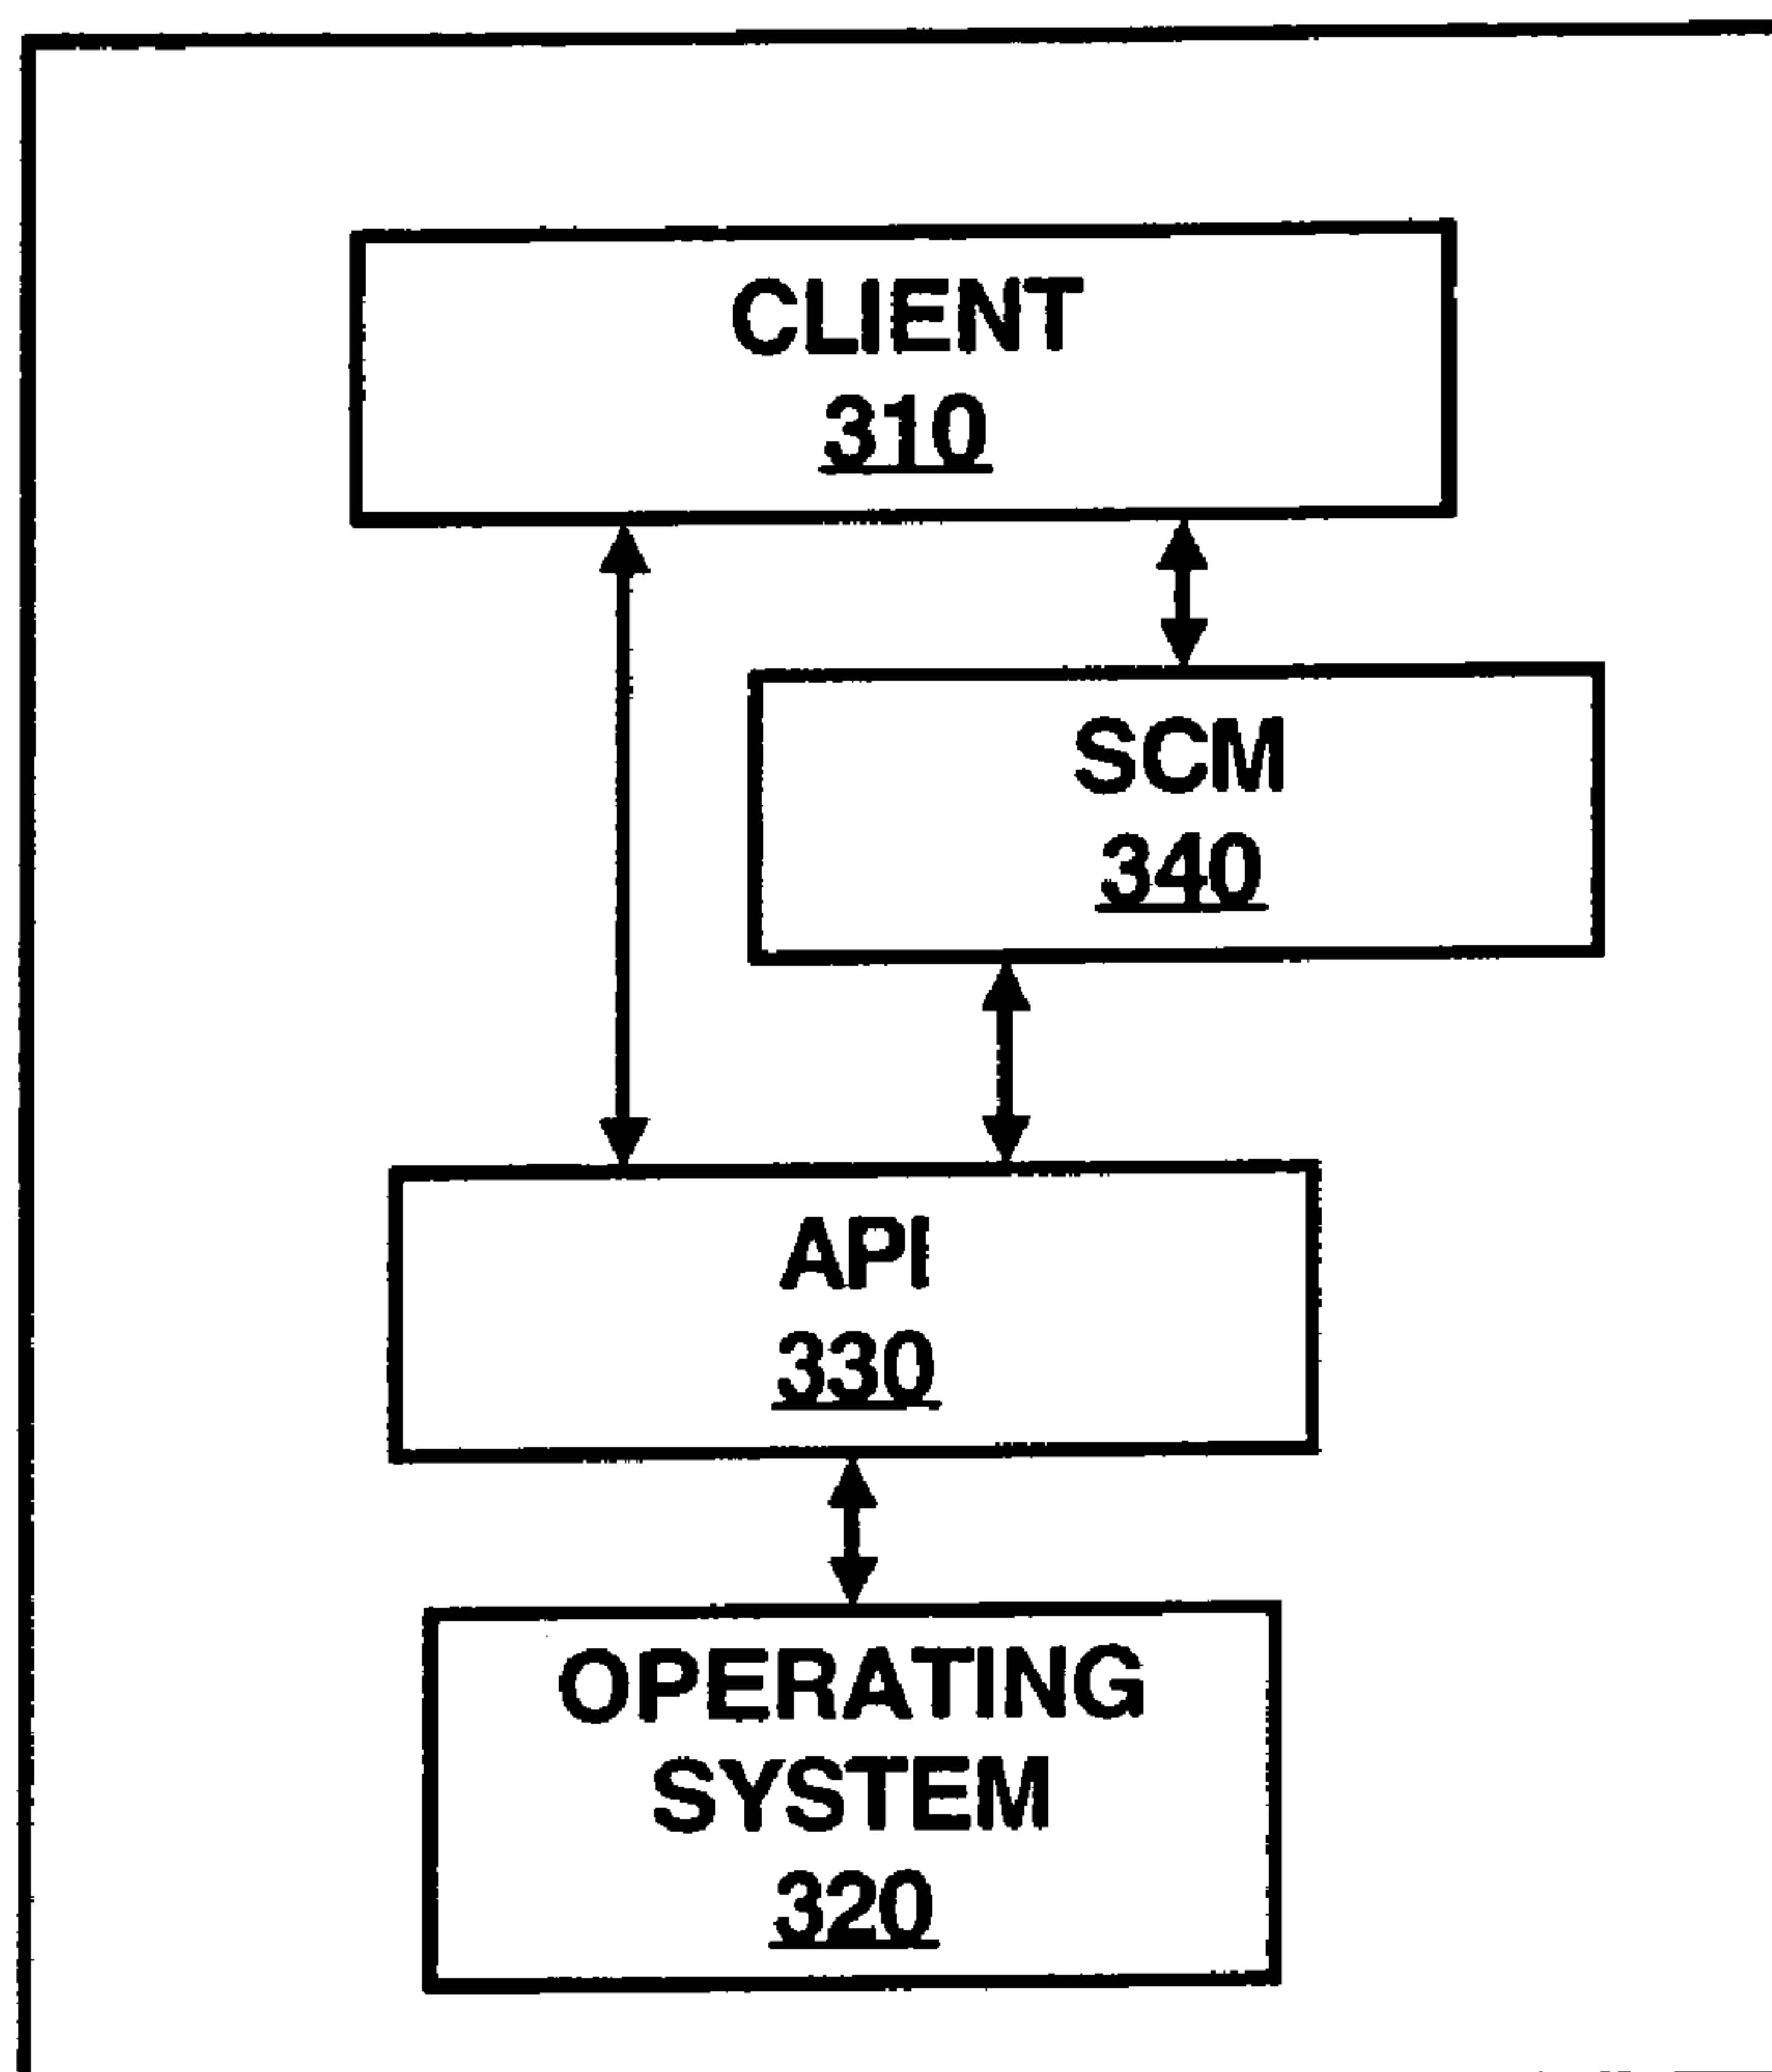 CLIENT
310
SCM
340
API
330
OPERATING
SYSTEM
320